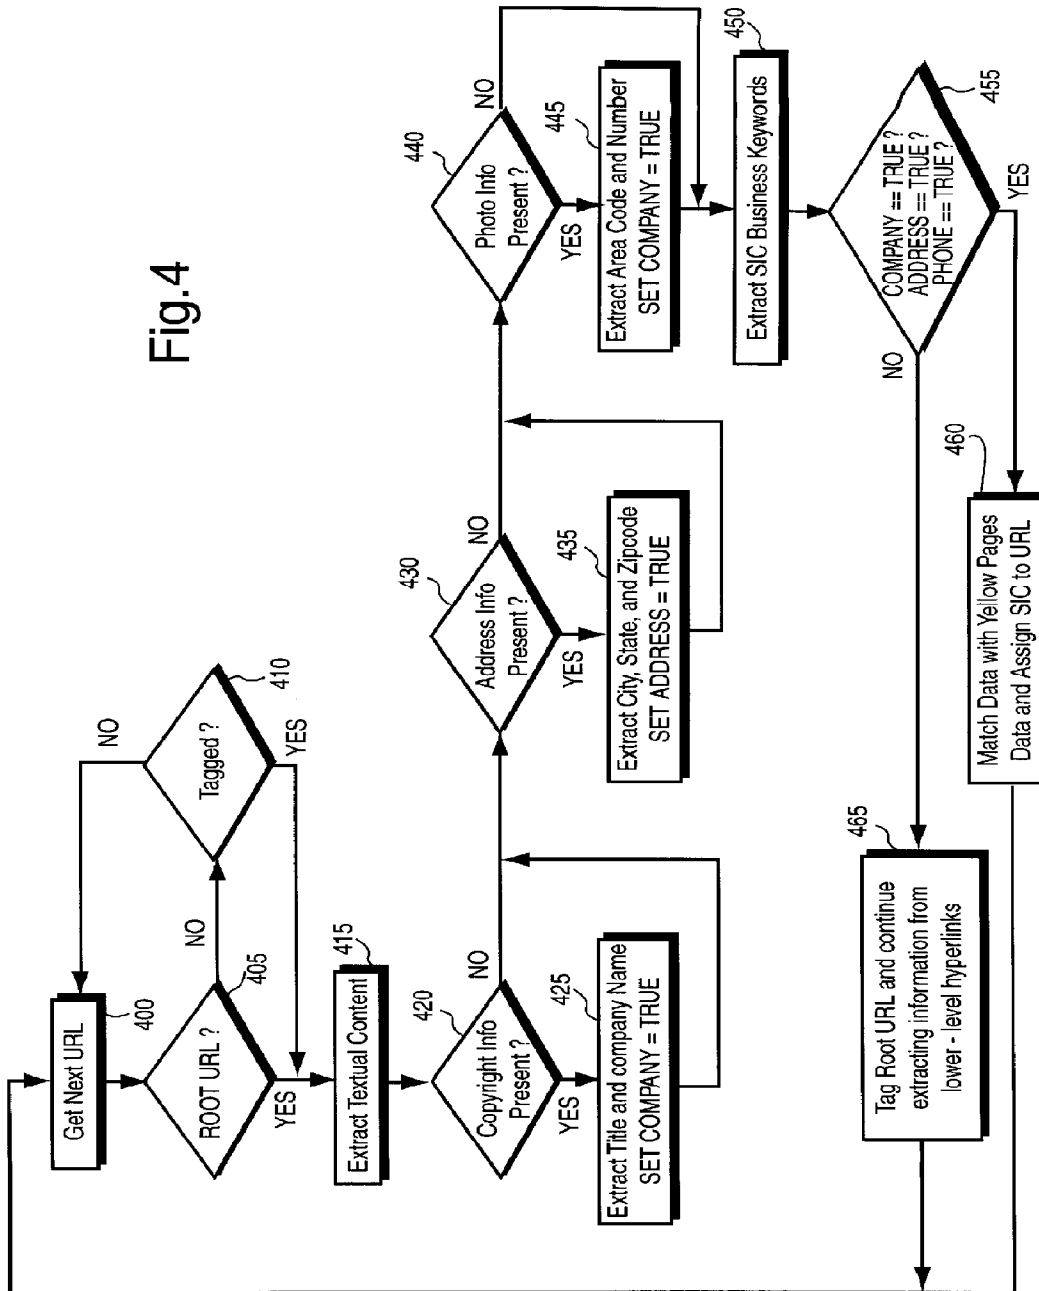 Fig.4
Get Next URL
400
ROOT URL ?
405
NO
YES
Tagged ?
410
NO
YES
Extract Textual Content
415
Copyright Info
Present ?
420
NO
YES
Extract Title and company Name
SET COMPANY = TRUE
425
Address Info
Present ?
430
NO
YES
Extract City, State, and Zipcode
SET ADDRESS = TRUE
435
Photo Info
Present ?
440
NO
YES
Extract Area Code and Number
SET COMPANY = TRUE
445
Extract SIC Business Keywords
450
COMPANY == TRUE ?
ADDRESS == TRUE ?
PHONE == TRUE ?
455
NO
YES
Match Data with Yellow Pages
Data and Assign SIC to URL
460
Tag Root URL and continue
extracting information from
lower - level hyperlinks
465